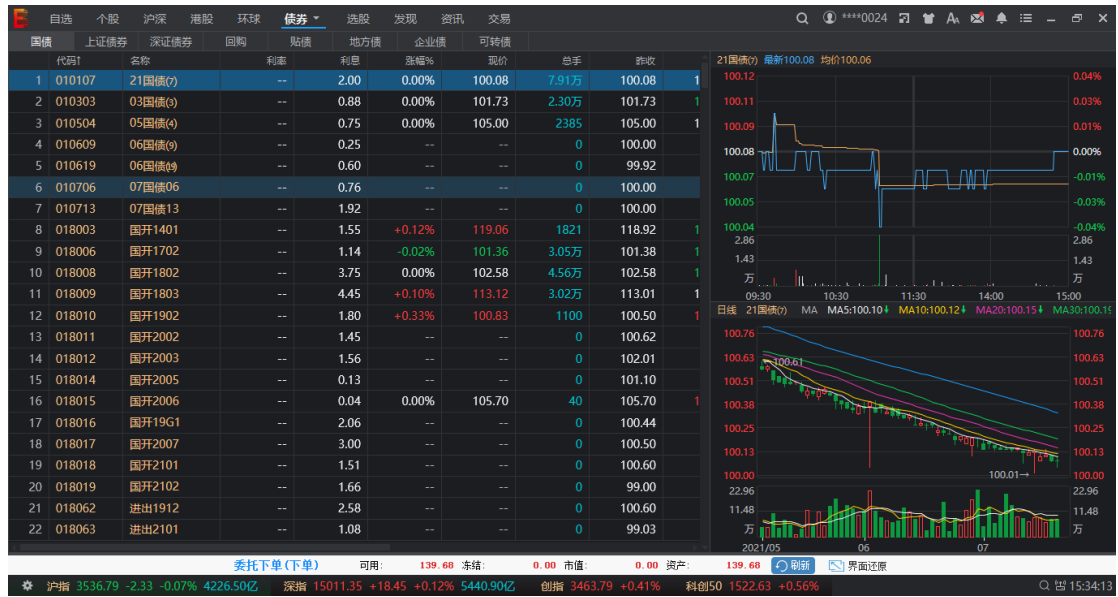 自选 个股 沪深 港股 环球 债券 选股 发现 资讯 交易 ****0024
国债 上证债券 深证债券 回购 贴债 地方债 企业债 可转债
代码↑ 名称 利率 利息 涨幅% 现价 总手 昨收
1 010107 21国债(7) -- 2.00 0.00% 100.08 7.91万 100.08 1
2 010303 03国债(3) -- 0.88 0.00% 101.73 2.30万 101.73 1
3 010504 05国债(4) -- 0.75 0.00% 105.00 2385 105.00 1
4 010609 06国债(9) -- 0.25 -- -- 0 100.00
5 010619 06国债 -- 0.60 -- -- 0 99.92
6 010706 07国债06 -- 0.76 -- -- 0 100.00
7 010713 07国债13 -- 1.92 -- -- 0 100.00
8 018003 国开1401 -- 1.55 +0.12% 119.06 1821 118.92 1
9 018006 国开1702 -- 1.14 -0.02% 101.36 3.05万 101.38 1
10 018008 国开1802 -- 3.75 0.00% 102.58 4.56万 102.58 1
11 018009 国开1803 -- 4.45 +0.10% 113.12 3.02万 113.01 1
12 018010 国开1902 -- 1.80 +0.33% 100.83 1100 100.50 1
13 018011 国开2002 -- 1.45 -- -- 0 100.62
14 018012 国开2003 -- 1.56 -- -- 0 102.01
15 018014 国开2005 -- 0.13 -- -- 0 101.10
16 018015 国开2006 -- 0.04 0.00% 105.70 40 105.70 1
17 018016 国开19G1 -- 2.06 -- -- 0 100.44
18 018017 国开2007 -- 3.00 -- -- 0 100.50
19 018018 国开2101 -- 1.51 -- -- 0 100.60
20 018019 国开2102 -- 1.66 -- -- 0 99.00
21 018062 进出1912 -- 2.58 -- -- 0 100.60
22 018063 进出2101 -- 1.08 -- -- 0 99.03
21国债(7) 最新100.08 均价100.06
100.12 0.04%
100.11 0.03%
100.09 0.01%
100.08 0.00%
100.07 -0.01%
100.05 -0.03%
100.04 -0.04%
2.86 2.86
1.43 1.43
万 万
09:30 10:30 11:30 14:00 15:00
日线 21国债(7) MA MA5:100.10↓ MA10:100.12↓ MA20:100.15↓ MA30:100.19
100.76 100.76
100.63 100.61 100.63
100.51 100.51
100.38 100.38
100.25 100.25
100.13 100.13
100.00 100.01→ 100.00
22.96 22.96
11.48 11.48
万 万
2021/05 06 07
委托下单(下单) 可用: 139.68 冻结: 0.00 市值: 0.00 资产: 139.68 刷新 界面还原
沪指 3536.79 -2.33 -0.07% 4226.50亿 深指 15011.35 +18.45 +0.12% 5440.90亿 创指 3463.79 +0.41% 科创50 1522.63 +0.56% 15:34:13